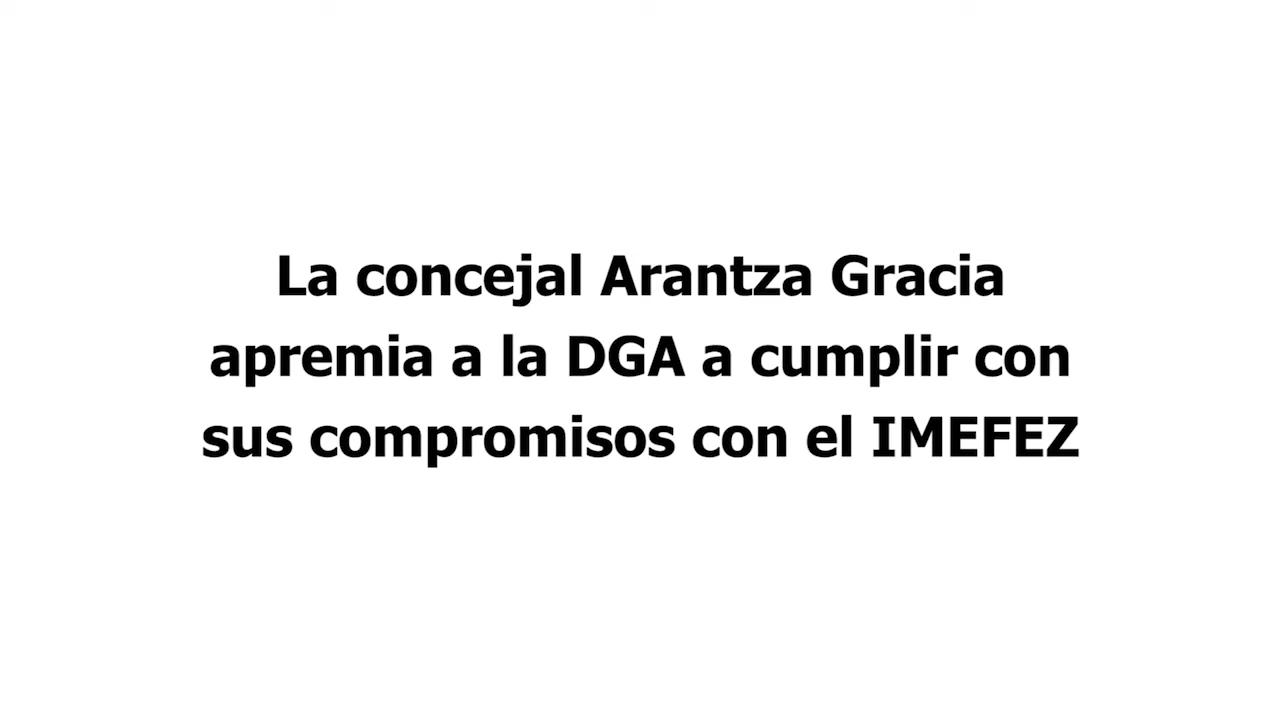 La concejal Arantza Gracia
apremia a la DGA a cumplir con
sus compromisos con el IMEFEZ